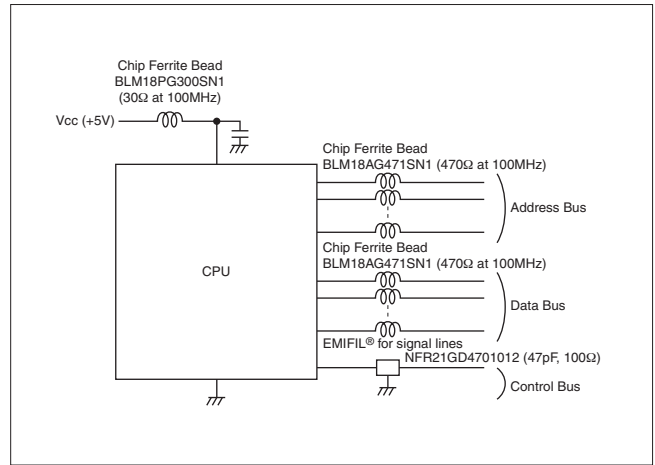 Chip Ferrite Bead
BLM18PG300SN1
(30Ω at 100MHz)
Vcc (+5V)
Chip Ferrite Bead
BLM18AG471SN1 (470Ω at 100MHz)
Address Bus
Chip Ferrite Bead
BLM18AG471SN1 (470Ω at 100MHz)
CPU
Data Bus
EMIFIL® for signal lines
NFR21GD4701012 (47pF, 100Ω)
Control Bus